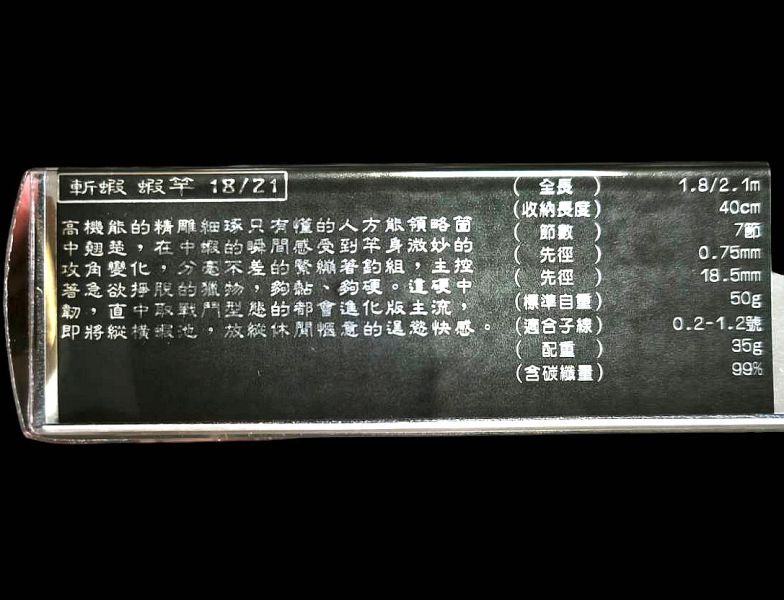 斬蝦 蝦竿 18/21
高機能的精雕細琢只有懂的人方能領略箇
中翹楚，在中蝦的瞬間感受到竿身微妙的
攻角變化，分毫不差的緊繃著釣組，主控
著急欲掙脫的獵物，夠黏、夠硬。這硬中
韌，直中取戰鬥型態的都會進化版主流，
即將縱橫蝦池，放縱休閒愜意的逞慾快感。
(全長) 1.8/2.1m
(收納長度) 40cm
(節數) 7節
(先徑) 0.75mm
(先徑) 18.5mm
(標準自重) 50g
(適合子線) 0.2-1.2號
(配重) 35g
(含碳纖量) 99%